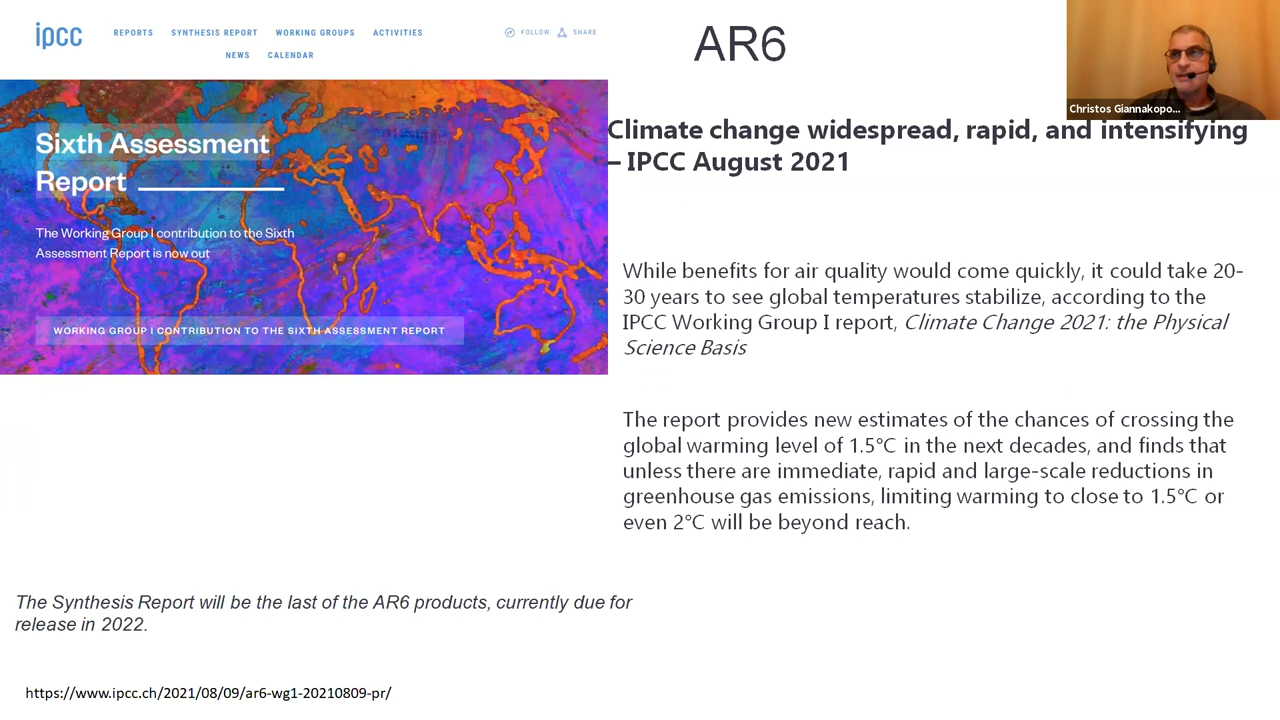 ipcc
REPORTS SYNTHESIS REPORT WORKING GROUPS ACTIVITIES
NEWS CALENDAR
FOLLOW SHARE
AR6
Christos Giannakopo...
Sixth Assessment
Report
The Working Group I contribution to the Sixth
Assessment Report is now out
WORKING GROUP I CONTRIBUTION TO THE SIXTH ASSESSMENT REPORT
Climate change widespread, rapid, and intensifying
– IPCC August 2021
While benefits for air quality would come quickly, it could take 20-
30 years to see global temperatures stabilize, according to the
IPCC Working Group I report, Climate Change 2021: the Physical
Science Basis
The report provides new estimates of the chances of crossing the
global warming level of 1.5°C in the next decades, and finds that
unless there are immediate, rapid and large-scale reductions in
greenhouse gas emissions, limiting warming to close to 1.5°C or
even 2°C will be beyond reach.
The Synthesis Report will be the last of the AR6 products, currently due for
release in 2022.
https://www.ipcc.ch/2021/08/09/ar6-wg1-20210809-pr/